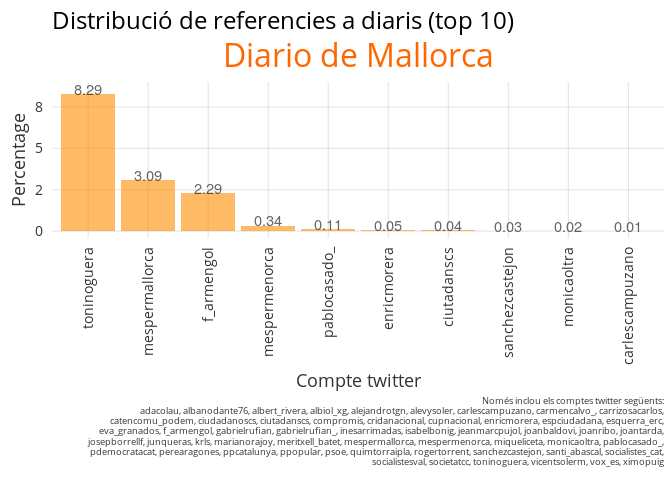 Distribució de referencies a diaris (top 10)
Diario de Mallorca
Percentage
8
5
2
0
8.29
3.09
2.29
0.34
0.11
0.05
0.04
0.03
0.02
0.01
toninoguera
mespermallorca
f_armengol
mespermenorca
pablocasado_
enricmorera
ciutadanscs
sanchezcastejon
monicaoltra
carlescampuzano
Compte twitter
Només inclou els comptes twitter següents:
adacolau, albanodante76, albert_rivera, albiol_xg, alejandrotgn, alevysoler, carlescampuzano, carmencalvo_, carrizosacarlos,
catencomu_podem, ciudadanoscs, ciutadanscs, compromis, cridanacional, cupnacional, enricmorera, espciudadana, esquerra_erc,
eva_granados, f_armengol, gabrielrufian, gabrielrufian_, inesarrimadas, isabelbonig, jeanmarcpujol, joanbaldovi, joanribo, joantarda,
josepborrellf, junqueras, krls, marianorajoy, meritxell_batet, mespermallorca, mespermenorca, miqueliceta, monicaoltra, pablocasado_,
pdemocratacat, perearagones, ppcatalunya, ppopular, psoe, quimtorraipla, rogertorrent, sanchezcastejon, santi_abascal, socialistes_cat,
socialistesval, societatcc, toninoguera, vicentsolerm, vox_es, ximopuig